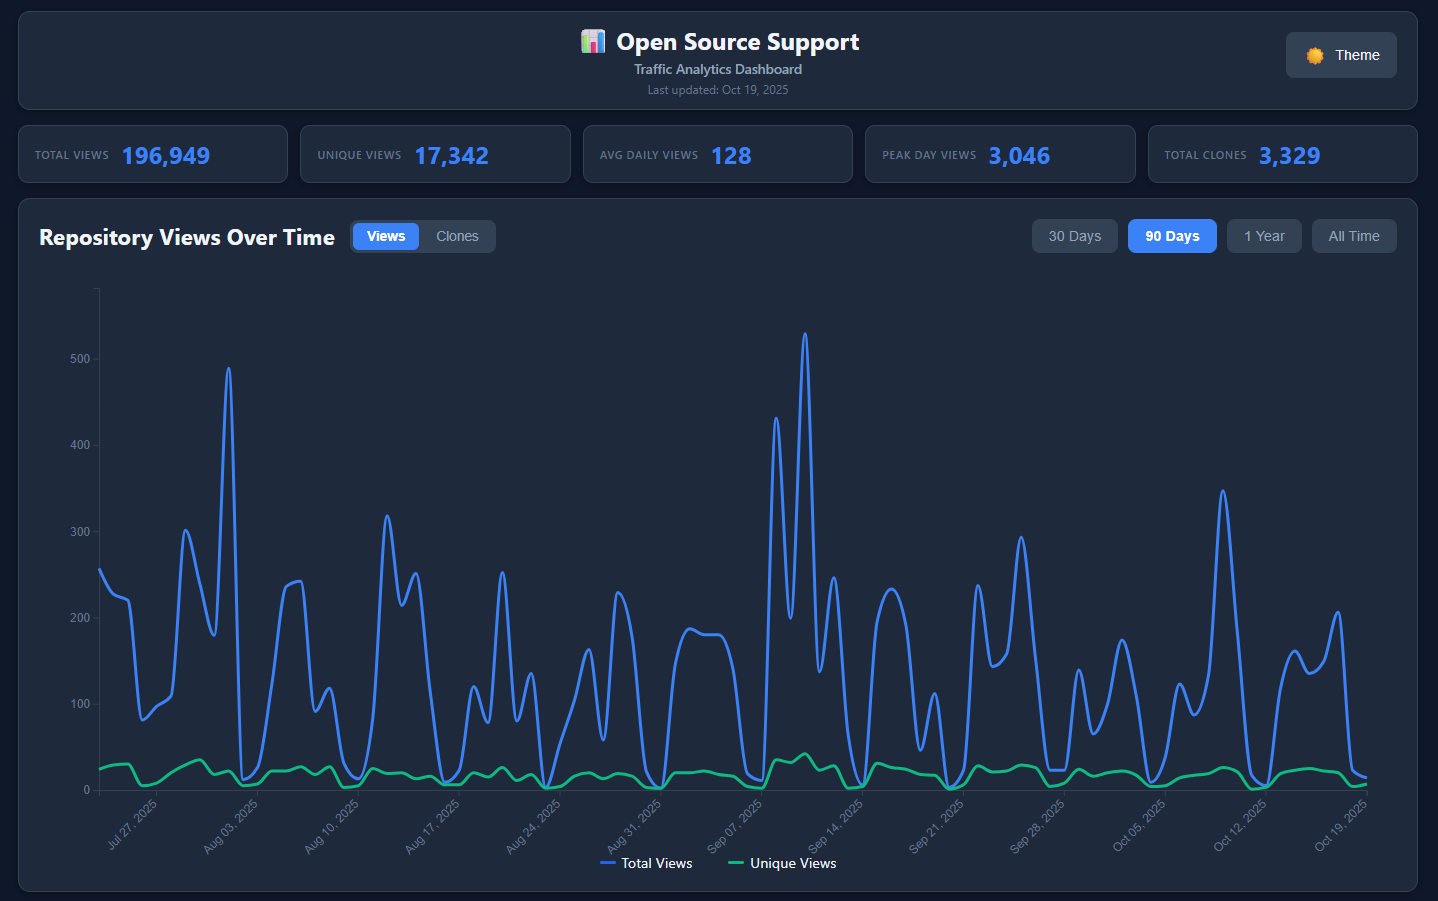 Open Source Support
Traffic Analytics Dashboard
Last updated: Oct 19, 2025
Theme
TOTAL VIEWS 196,949
UNIQUE VIEWS 17,342
AVG DAILY VIEWS 128
PEAK DAY VIEWS 3,046
TOTAL CLONES 3,329
Repository Views Over Time
Views Clones
30 Days 90 Days 1 Year All Time
500
400
300
200
100
0
Jul 27, 2025
Aug 03, 2025
Aug 10, 2025
Aug 17, 2025
Aug 24, 2025
Aug 31, 2025
Sep 07, 2025
Sep 14, 2025
Sep 21, 2025
Sep 28, 2025
Oct 05, 2025
Oct 12, 2025
Oct 19, 2025
Total Views Unique Views